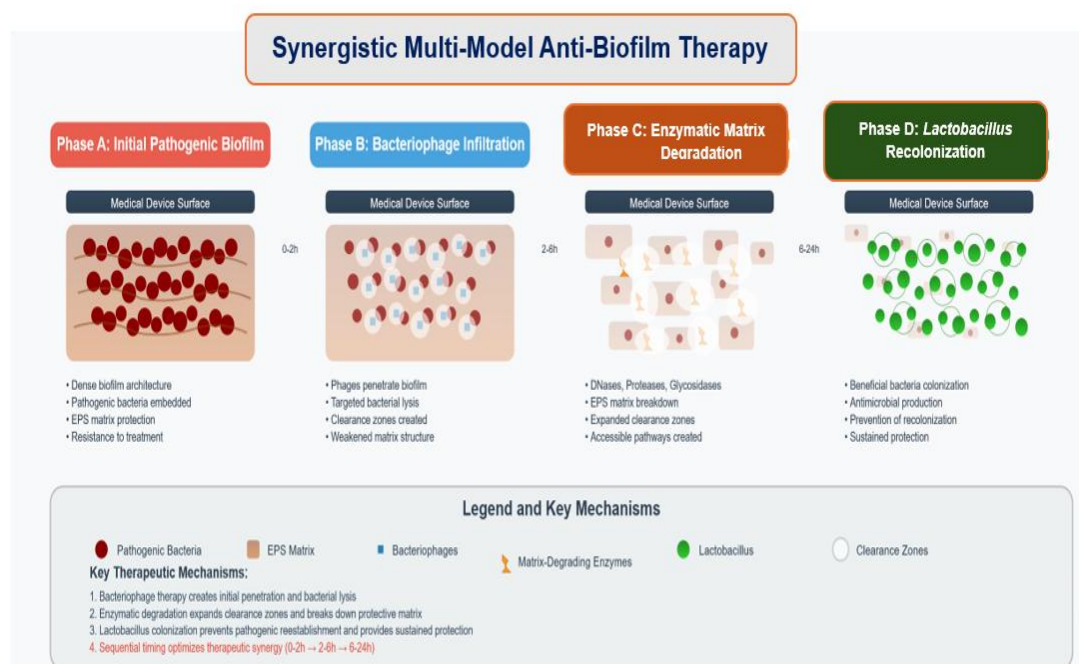 Synergistic Multi-Model Anti-Biofilm Therapy
Phase A: Initial Pathogenic Biofilm
Phase B: Bacteriophage Infiltration
Phase C: Enzymatic Matrix
Degradation
Phase D: Lactobacillus
Recolonization
Medical Device Surface
Medical Device Surface
Medical Device Surface
Medical Device Surface
0-2h
2-6h
6-24h
• Dense biofilm architecture
• Pathogenic bacteria embedded
• EPS matrix protection
• Resistance to treatment
• Phages penetrate biofilm
• Targeted bacterial lysis
• Clearance zones created
• Weakened matrix structure
• DNases, Proteases, Glycosidases
• EPS matrix breakdown
• Expanded clearance zones
• Accessible pathways created
• Beneficial bacteria colonization
• Antimicrobial production
• Prevention of recolonization
• Sustained protection
Legend and Key Mechanisms
Pathogenic Bacteria
EPS Matrix
Bacteriophages
Matrix-Degrading Enzymes
Lactobacillus
Clearance Zones
Key Therapeutic Mechanisms:
1. Bacteriophage therapy creates initial penetration and bacterial lysis
2. Enzymatic degradation expands clearance zones and breaks down protective matrix
3. Lactobacillus colonization prevents pathogenic reestablishment and provides sustained protection
4. Sequential timing optimizes therapeutic synergy (0-2h → 2-6h → 6-24h)